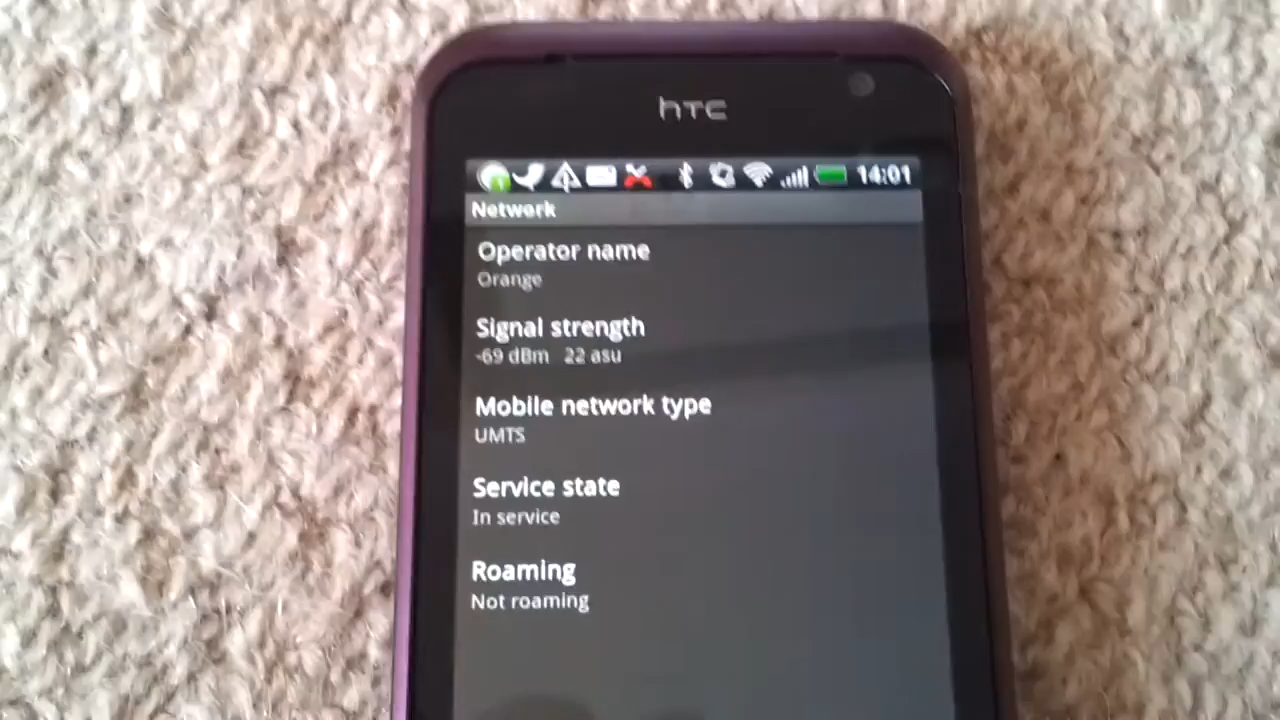 hTC
14:01
Network
Operator name
Orange
Signal strength
-69 dBm 22 asu
Mobile network type
UMTS
Service state
In service
Roaming
Not roaming